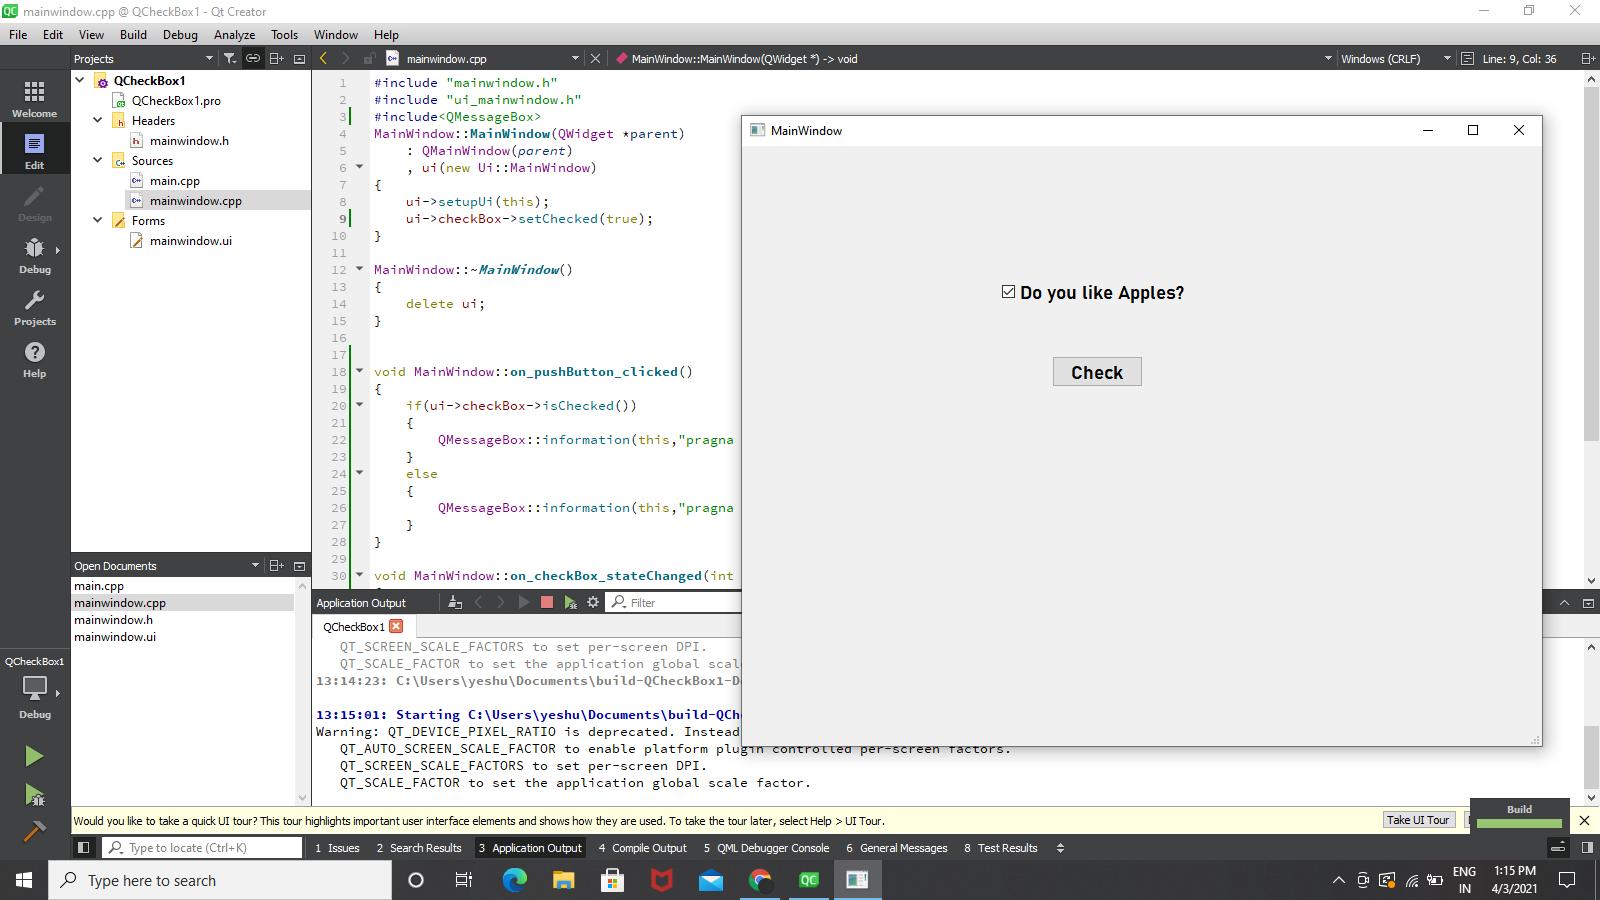 mainwindow.cpp @ QCheckBox1 - Qt Creator
File Edit View Build Debug Analyze Tools Window Help
Projects
mainwindow.cpp
MainWindow::MainWindow(QWidget *) -> void
Windows (CRLF)
Line: 9, Col: 36
Welcome
Edit
Design
Debug
Projects
Help
QCheckBox1
QCheckBox1.pro
Headers
mainwindow.h
Sources
main.cpp
mainwindow.cpp
Forms
mainwindow.ui
1 #include "mainwindow.h"
2 #include "ui_mainwindow.h"
3 #include<QMessageBox>
4 MainWindow::MainWindow(QWidget *parent)
5 : QMainWindow(parent)
6 , ui(new Ui::MainWindow)
7 {
8 ui->setupUi(this);
9 ui->checkBox->setChecked(true);
10 }
11
12 MainWindow::~MainWindow()
13 {
14 delete ui;
15 }
16
17
18 void MainWindow::on_pushButton_clicked()
19 {
20 if(ui->checkBox->isChecked())
21 {
22 QMessageBox::information(this,"pragna
23 }
24 else
25 {
26 QMessageBox::information(this,"pragna
27 }
28 }
29
30 void MainWindow::on_checkBox_stateChanged(int
MainWindow
Do you like Apples?
Check
Open Documents
main.cpp
mainwindow.cpp
mainwindow.h
mainwindow.ui
QCheckBox1
Debug
Application Output
Filter
QCheckBox1
QT_SCREEN_SCALE_FACTORS to set per-screen DPI.
QT_SCALE_FACTOR to set the application global scale
13:14:23: C:\Users\yeshu\Documents\build-QCheckBox1-De
13:15:01: Starting C:\Users\yeshu\Documents\build-QChe
Warning: QT_DEVICE_PIXEL_RATIO is deprecated. Instead
QT_AUTO_SCREEN_SCALE_FACTOR to enable platform plugin controlled per-screen factors.
QT_SCREEN_SCALE_FACTORS to set per-screen DPI.
QT_SCALE_FACTOR to set the application global scale factor.
Would you like to take a quick UI tour? This tour highlights important user interface elements and shows how they are used. To take the tour later, select Help > UI Tour.
Take UI Tour
Build
Type to locate (Ctrl+K)
1 Issues 2 Search Results 3 Application Output 4 Compile Output 5 QML Debugger Console 6 General Messages 8 Test Results
Type here to search
ENG
IN
1:15 PM
4/3/2021